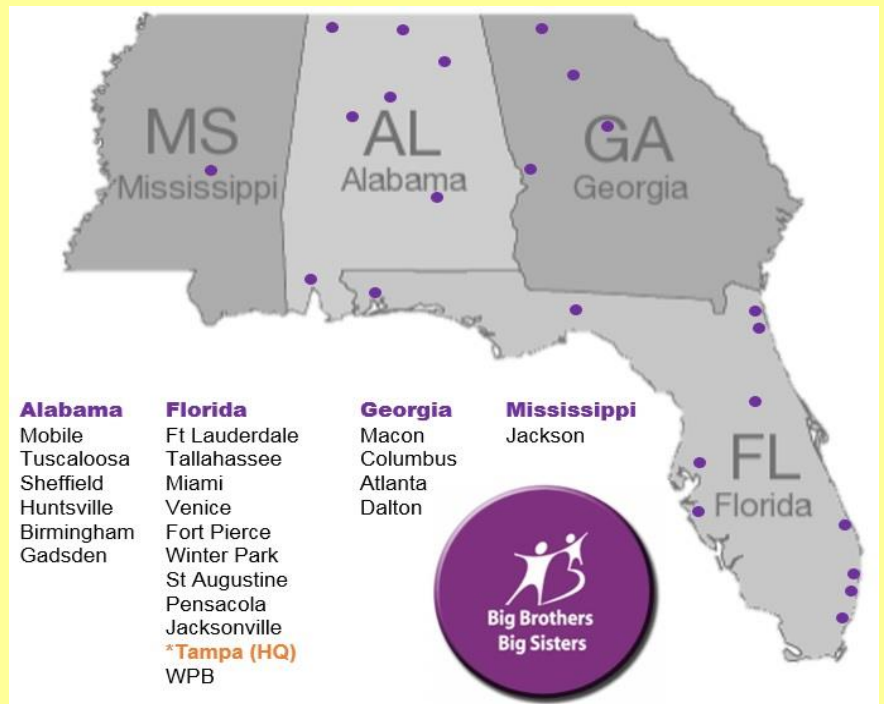 MS
Mississippi
AL
Alabama
GA
Georgia
FL
Florida
Alabama
Mobile
Tuscaloosa
Sheffield
Huntsville
Birmingham
Gadsden
Florida
Ft Lauderdale
Tallahassee
Miami
Venice
Fort Pierce
Winter Park
St Augustine
Pensacola
Jacksonville
*Tampa (HQ)
WPB
Georgia
Macon
Columbus
Atlanta
Dalton
Mississippi
Jackson
Big Brothers
Big Sisters